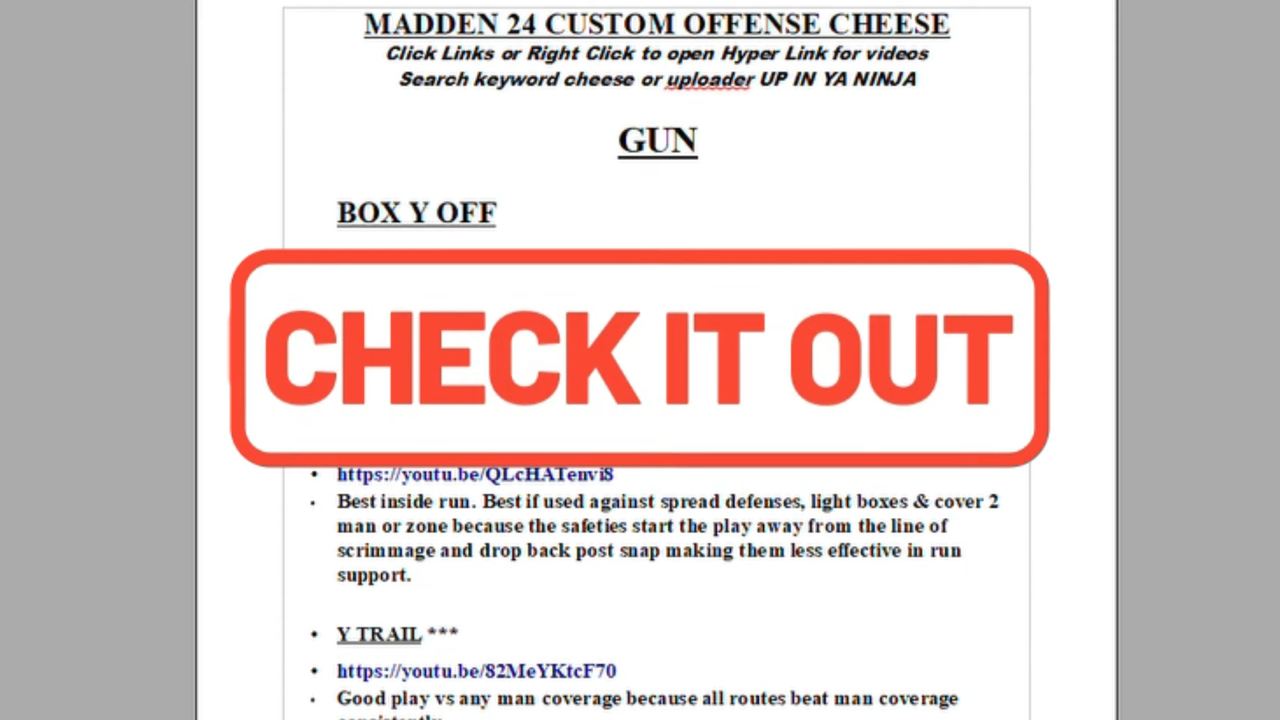 MADDEN 24 CUSTOM OFFENSE CHEESE
Click Links or Right Click to open Hyper Link for videos
Search keyword cheese or uploader UP IN YA NINJA
GUN
BOX Y OFF
CHECK IT OUT
• https://youtu.be/QLcHATenvi8
• Best inside run. Best if used against spread defenses, light boxes & cover 2
man or zone because the safeties start the play away from the line of
scrimmage and drop back post snap making them less effective in run
support.
• Y TRAIL ***
• https://youtu.be/82MeYKtcF70
• Good play vs any man coverage because all routes beat man coverage